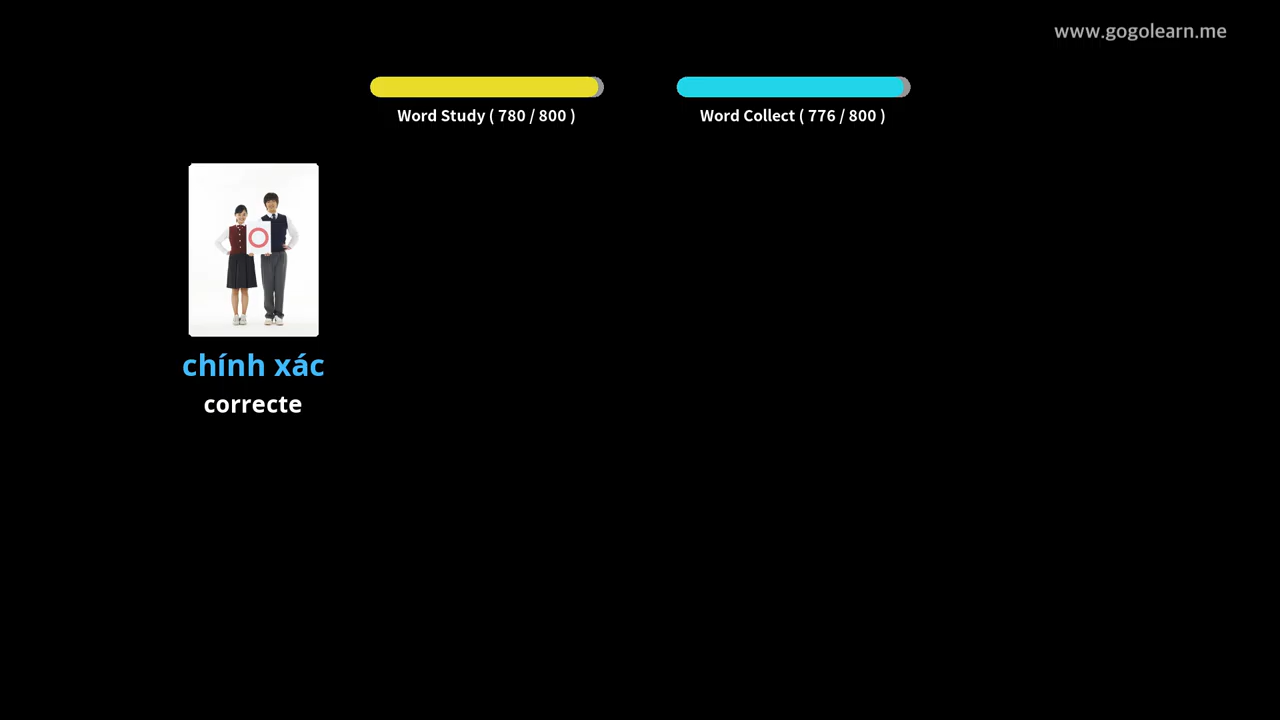 www.gogolearn.me
Word Study ( 780 / 800 )
Word Collect ( 776 / 800 )
chính xác
correcte